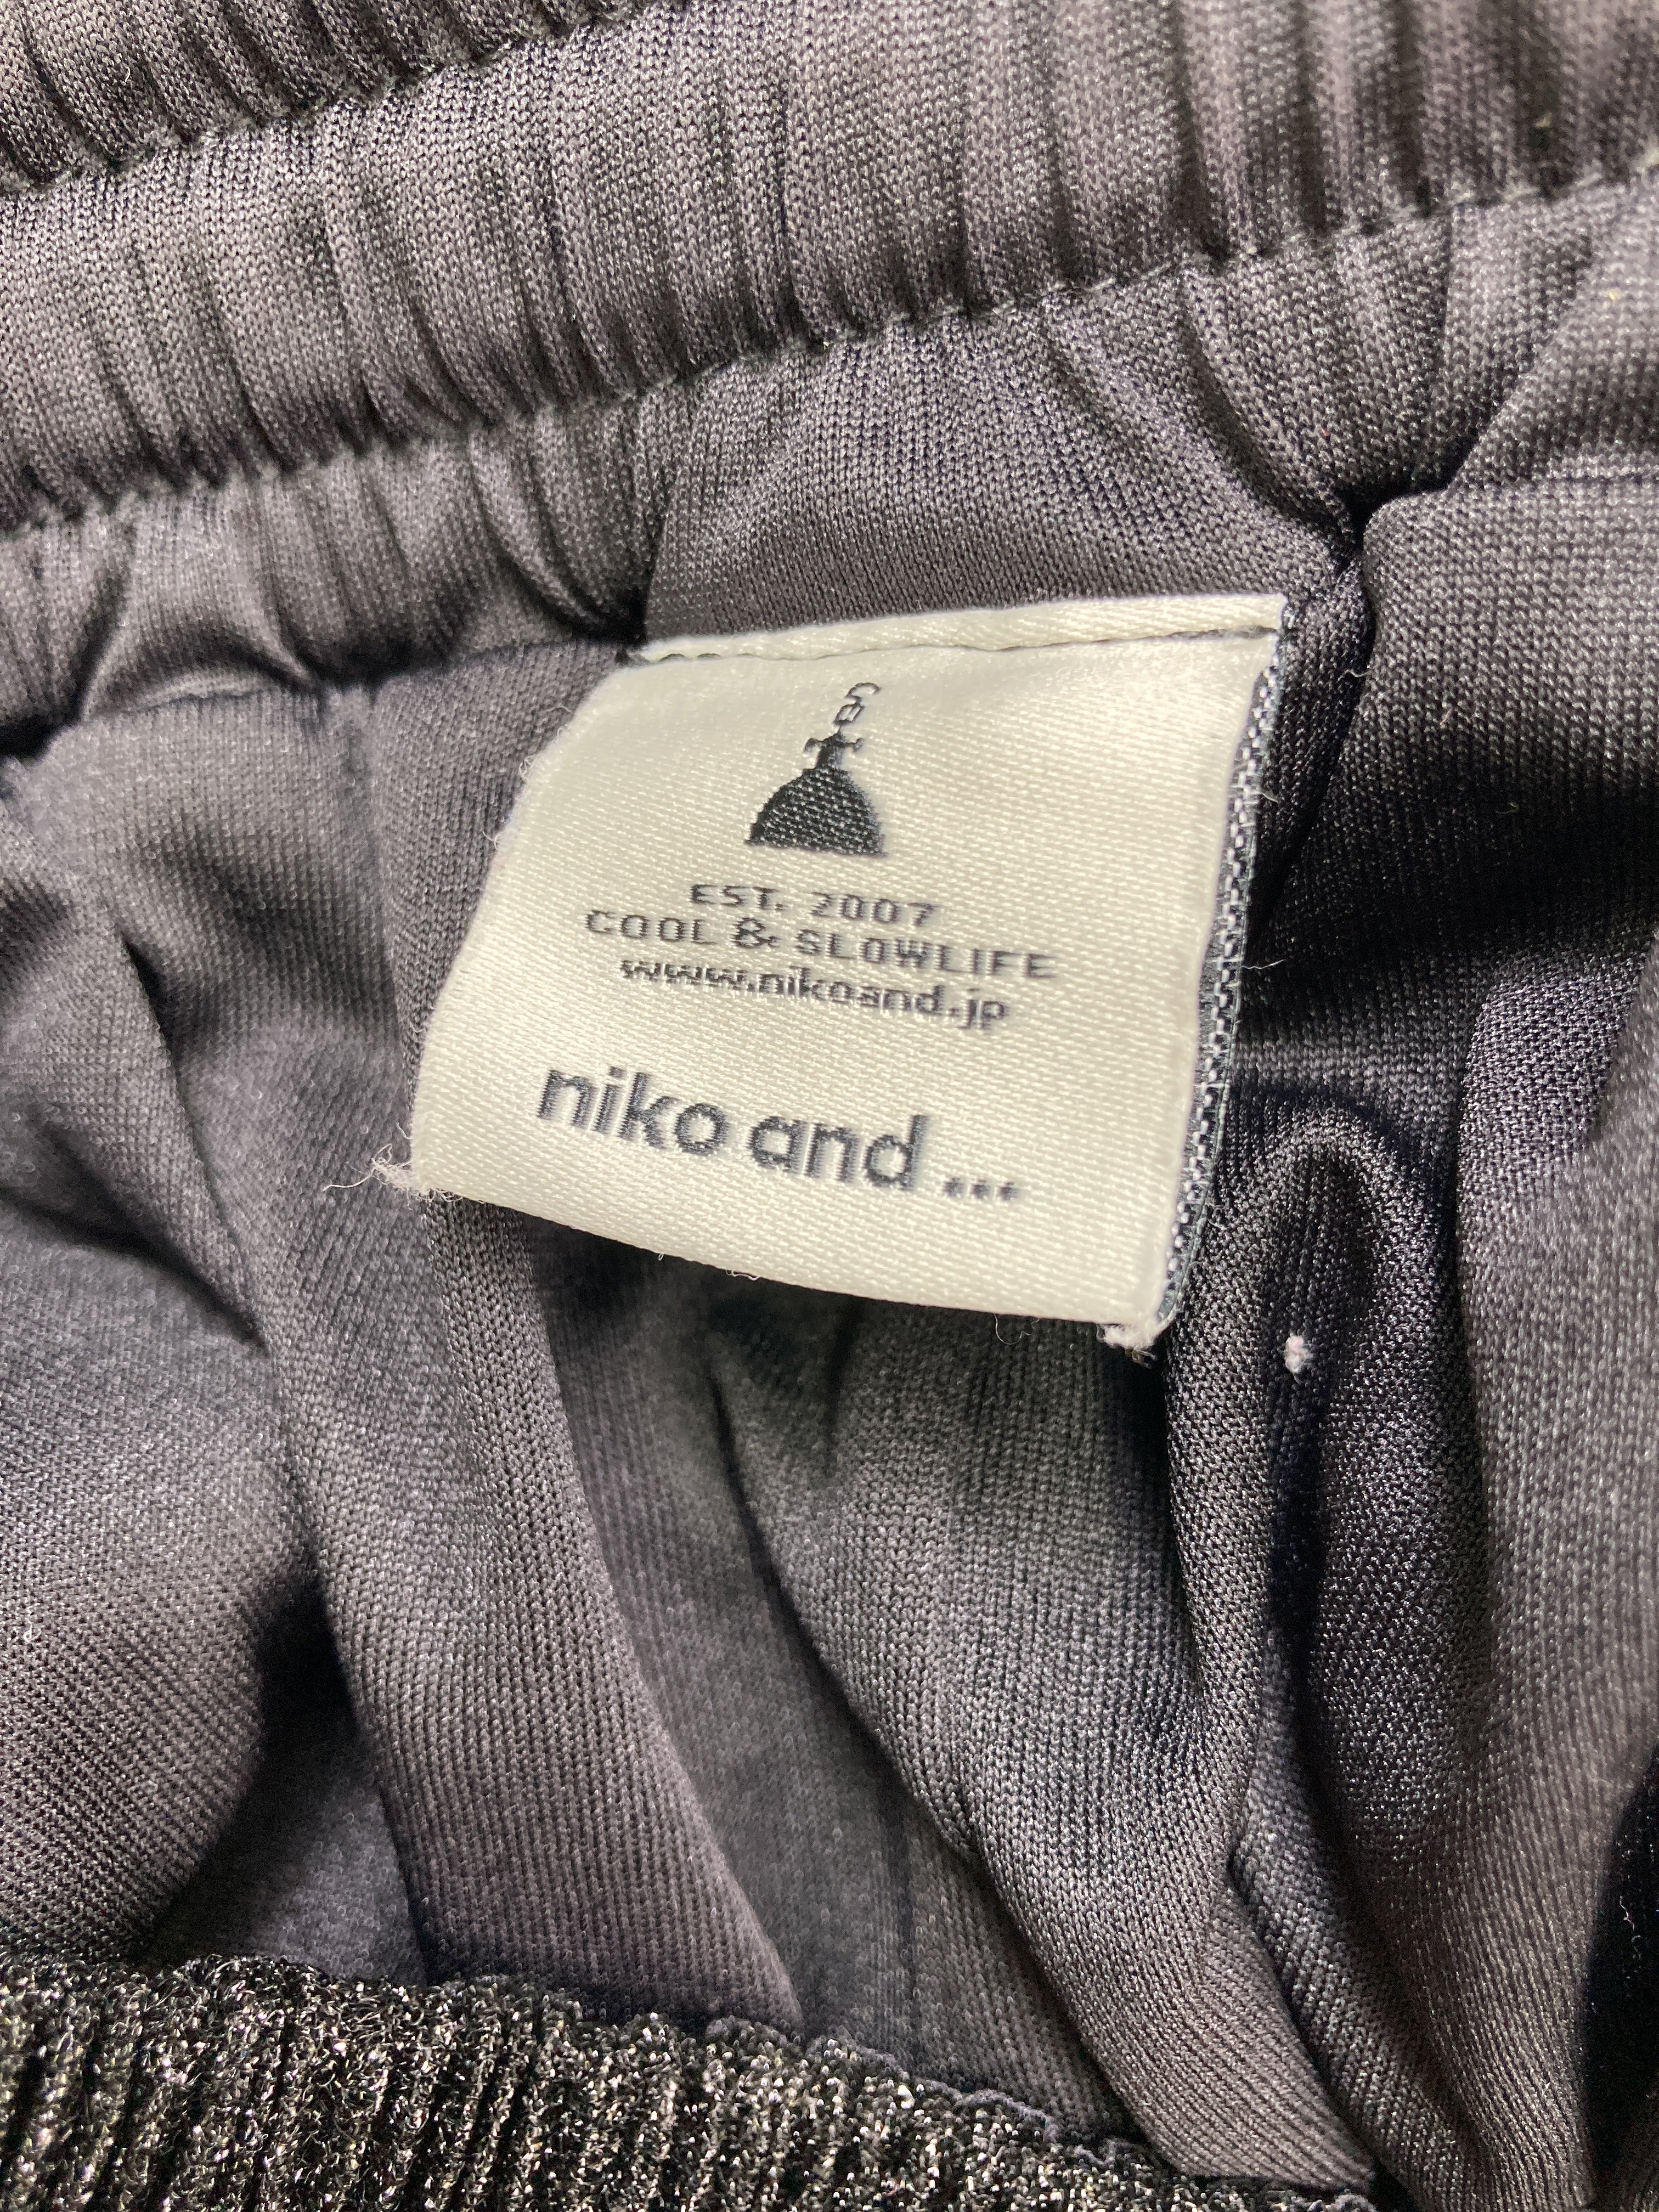 EST. 2007
COOL & SLOWLIFE
www.nikoand.jp
niko and ...